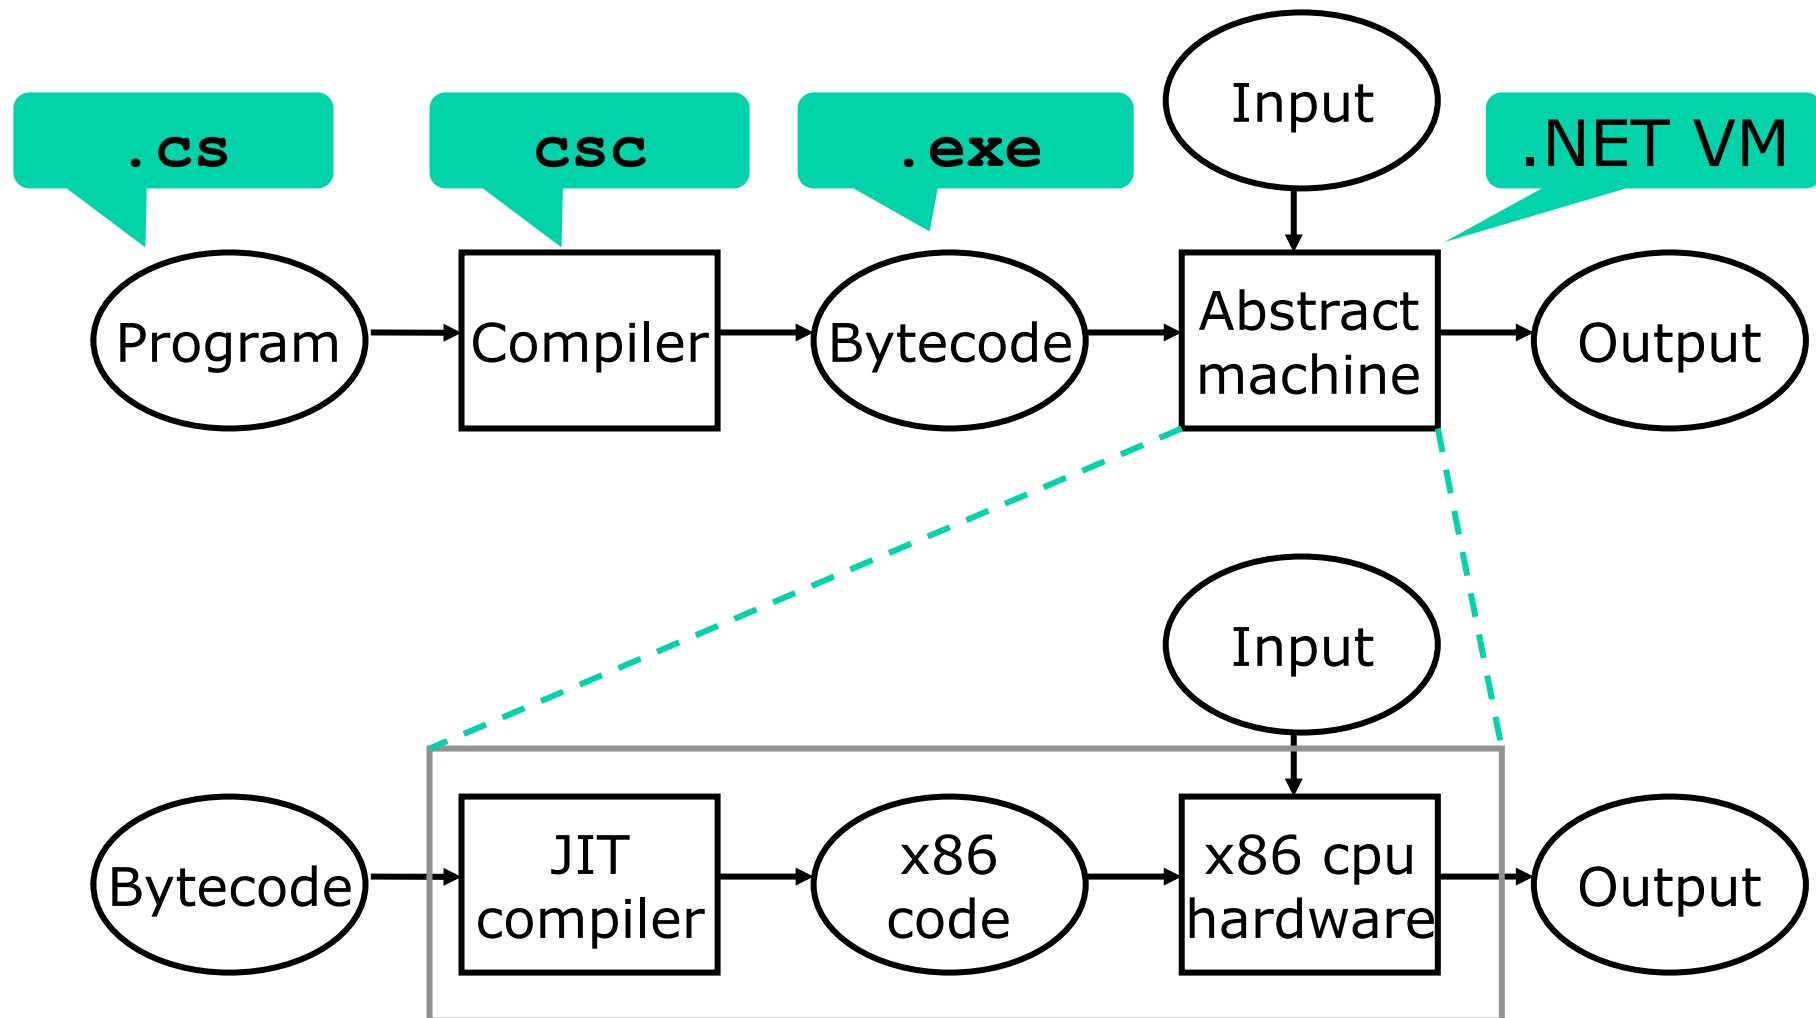 Input
.cs
csc
.exe
.NET VM
Program
Compiler
Bytecode
Abstract
machine
Output
Input
Bytecode
JIT
compiler
x86
code
x86 cpu
hardware
Output